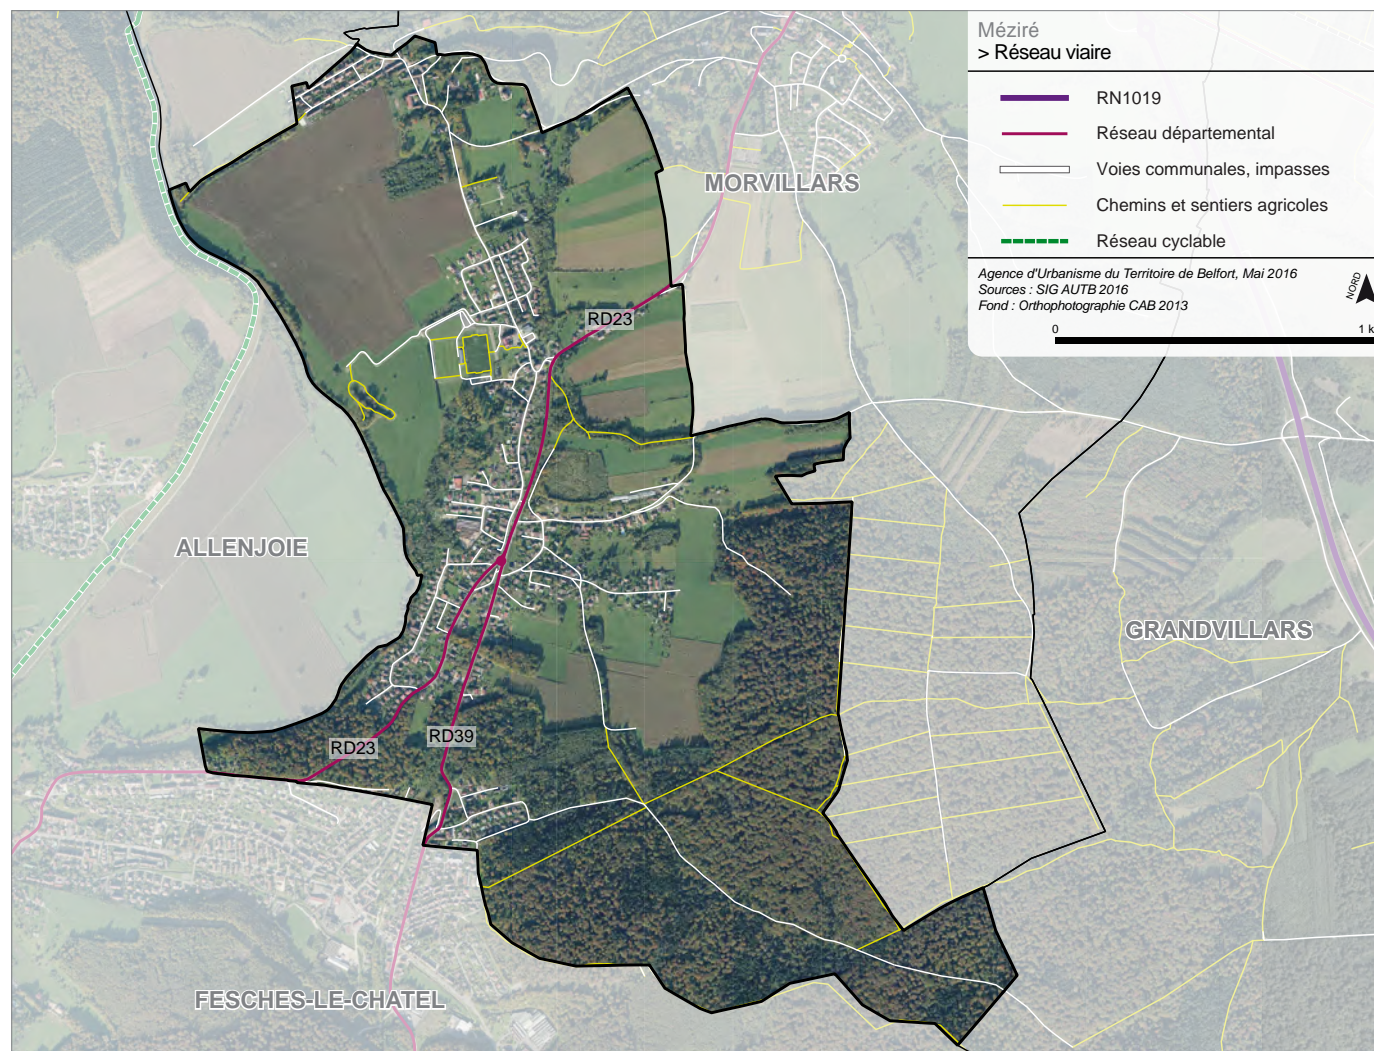 Méziré
> Réseau viaire
RN1019
Réseau départemental
Voies communales, impasses
Chemins et sentiers agricoles
Réseau cyclable
Agence d'Urbanisme du Territoire de Belfort, Mai 2016
Sources : SIG AUTB 2016
Fond : Orthophotographie CAB 2013
NORD
0 1 k
MORVILLARS
RD23
ALLENJOIE
GRANDVILLARS
RD23
RD39
FESCHES-LE-CHATEL